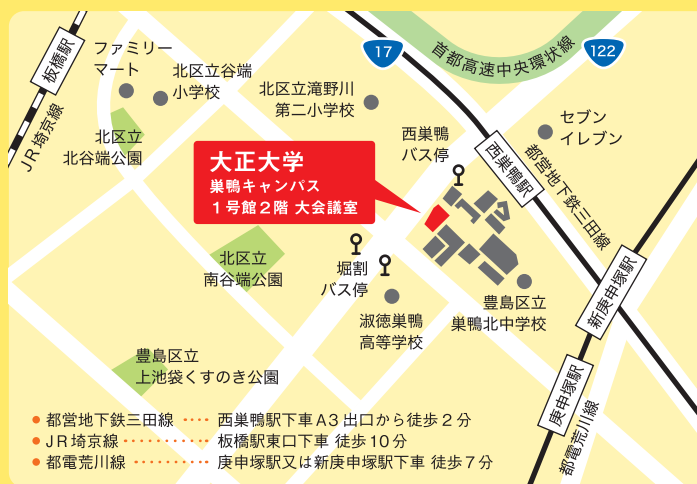 板橋駅
JR埼京線
ファミリー
マート
北区立谷端
小学校
北区立
北谷端公園
北区立滝野川
第二小学校
17
首都高速中央環状線
122
セブン
イレブン
西巣鴨
バス停
西巣鴨駅
都営地下鉄三田線
大正大学
巣鴨キャンパス
1号館2階 大会議室
北区立
南谷端公園
堀割
バス停
淑徳巣鴨
高等学校
豊島区立
巣鴨北中学校
新庚申塚駅
庚申塚駅
都電荒川線
豊島区立
上池袋くすのき公園
● 都営地下鉄三田線 ‥‥ 西巣鴨駅下車A3出口から徒歩2分
● JR埼京線 ‥‥‥‥‥ 板橋駅東口下車 徒歩10分
● 都電荒川線 ‥‥‥‥ 庚申塚駅又は新庚申塚駅下車 徒歩7分